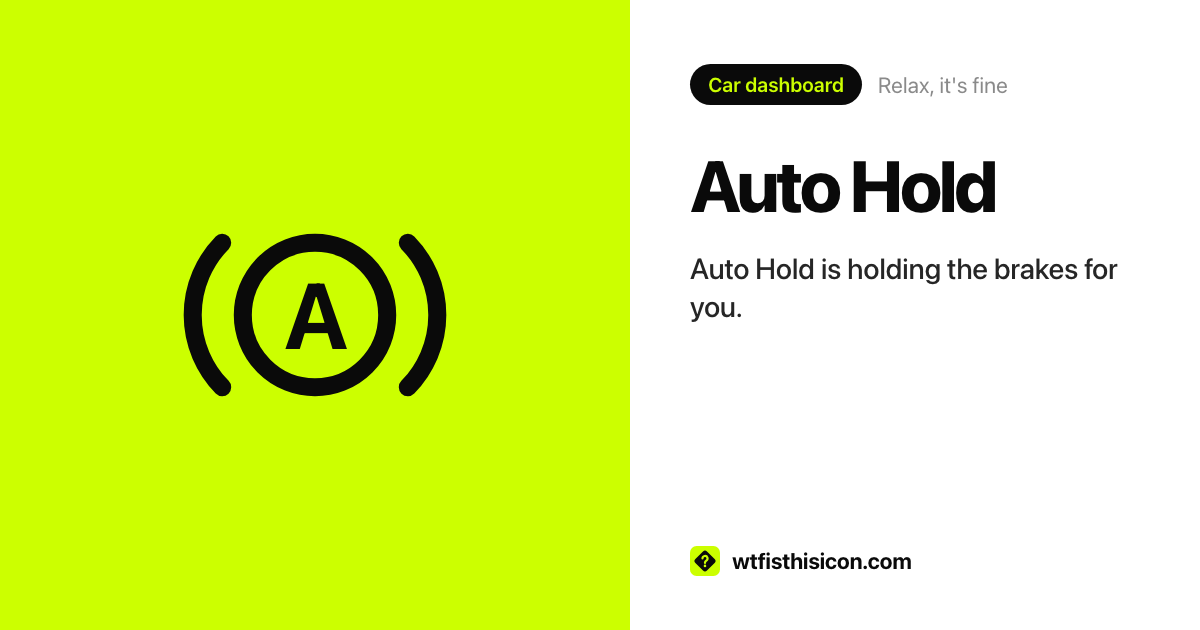 Car dashboard Relax, it's fine
Auto Hold
A
Auto Hold is holding the brakes for
you.
?
wtfisthisicon.com